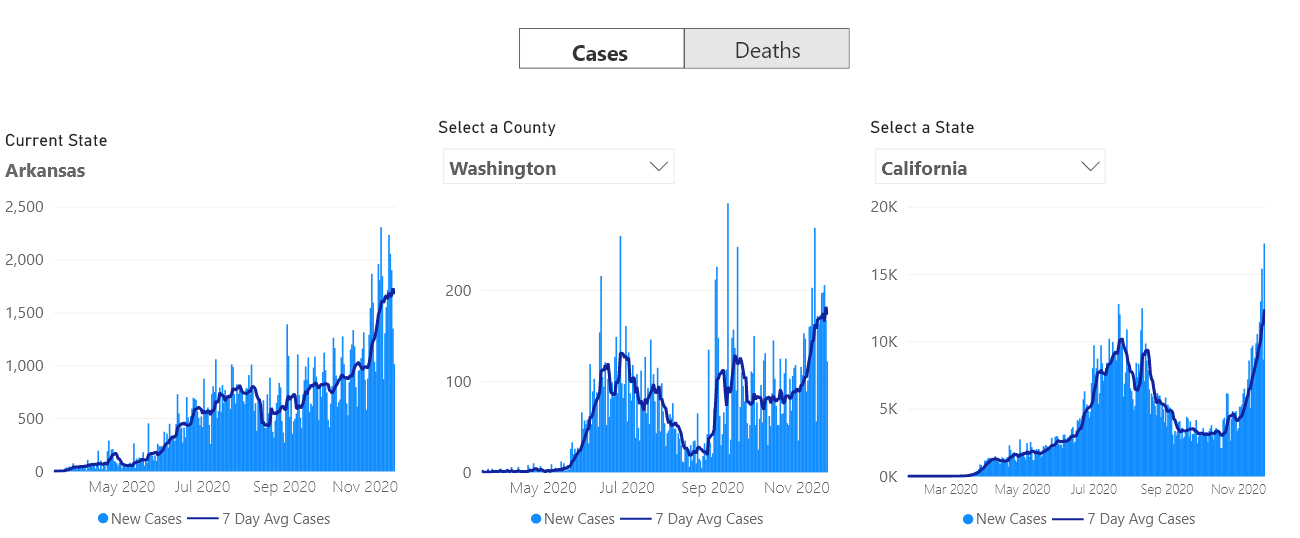 Cases Deaths
Current State
Arkansas
2,500
2,000
1,500
1,000
500
0
May 2020 Jul 2020 Sep 2020 Nov 2020
New Cases 7 Day Avg Cases
Select a County
Washington
200
100
0
May 2020 Jul 2020 Sep 2020 Nov 2020
New Cases 7 Day Avg Cases
Select a State
California
20K
15K
10K
5K
0K
Mar 2020 May 2020 Jul 2020 Sep 2020 Nov 2020
New Cases 7 Day Avg Cases